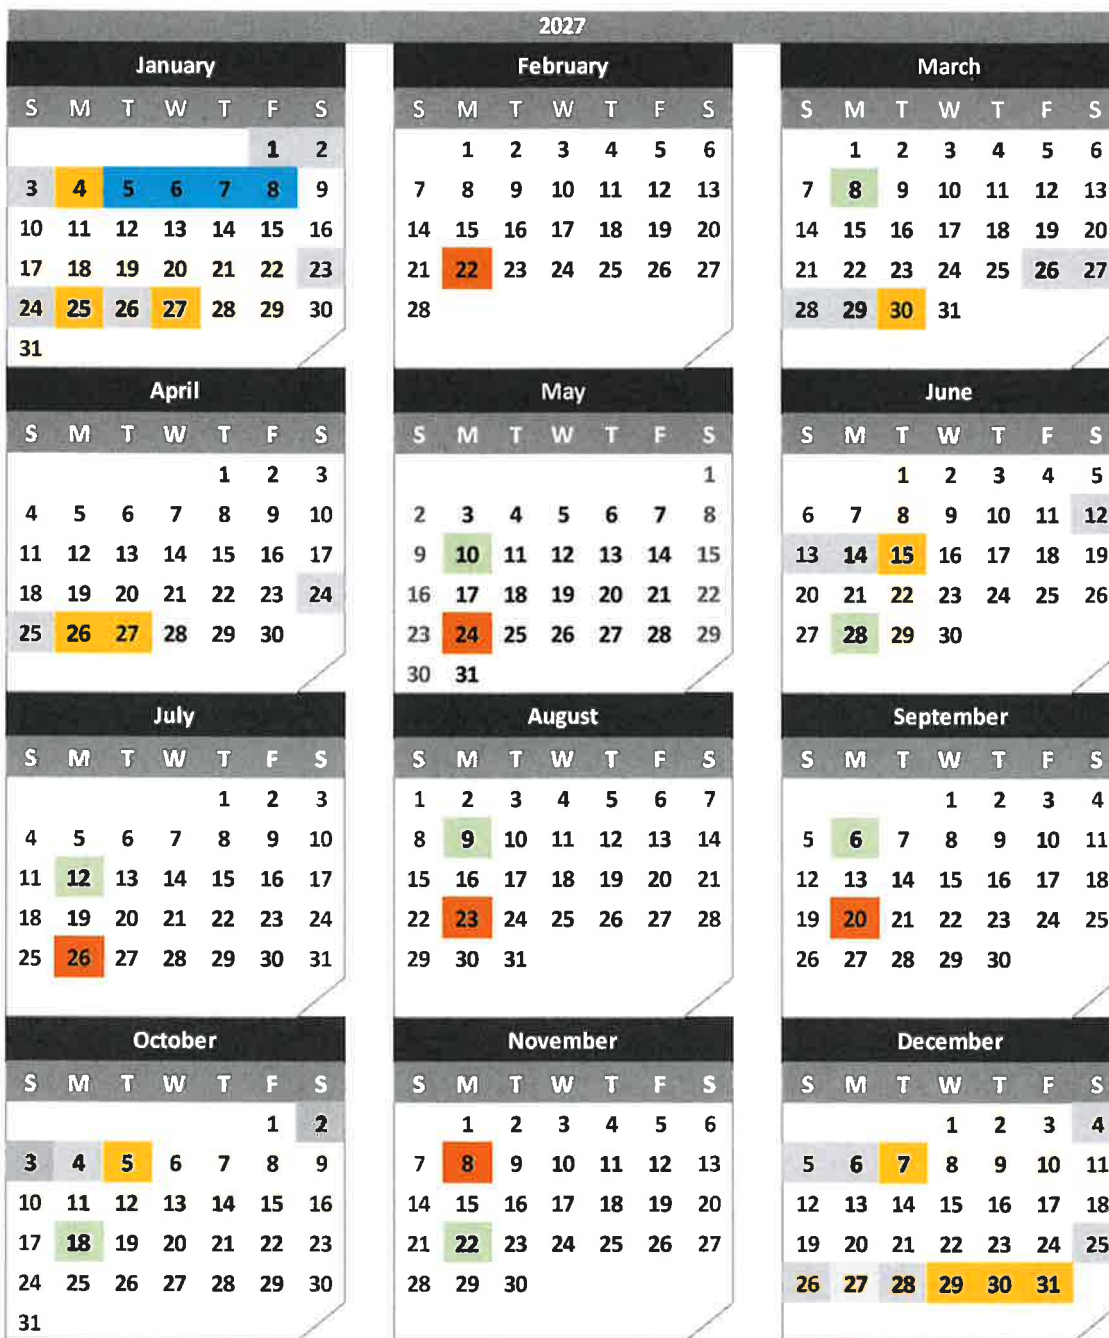 2027
January February March
S M T W T F S S M T W T F S S M T W T F S
1 2 1 2 3 4 5 6 1 2 3 4 5 6
3 4 5 6 7 8 9 7 8 9 10 11 12 13 7 8 9 10 11 12 13
10 11 12 13 14 15 16 14 15 16 17 18 19 20 14 15 16 17 18 19 20
17 18 19 20 21 22 23 21 22 23 24 25 26 27 21 22 23 24 25 26 27
24 25 26 27 28 29 30 28 28 29 30 31
31
April May June
S M T W T F S S M T W T F S S M T W T F S
1 2 3 1 1 2 3 4 5
4 5 6 7 8 9 10 2 3 4 5 6 7 8 6 7 8 9 10 11 12
11 12 13 14 15 16 17 9 10 11 12 13 14 15 13 14 15 16 17 18 19
18 19 20 21 22 23 24 16 17 18 19 20 21 22 20 21 22 23 24 25 26
25 26 27 28 29 30 23 24 25 26 27 28 29 27 28 29 30
30 31
July August September
S M T W T F S S M T W T F S S M T W T F S
1 2 3 1 2 3 4 5 6 7 1 2 3 4
4 5 6 7 8 9 10 8 9 10 11 12 13 14 5 6 7 8 9 10 11
11 12 13 14 15 16 17 15 16 17 18 19 20 21 12 13 14 15 16 17 18
18 19 20 21 22 23 24 22 23 24 25 26 27 28 19 20 21 22 23 24 25
25 26 27 28 29 30 31 29 30 31 26 27 28 29 30
October November December
S M T W T F S S M T W T F S S M T W T F S
1 2 1 2 3 4 5 6 1 2 3 4
3 4 5 6 7 8 9 7 8 9 10 11 12 13 5 6 7 8 9 10 11
10 11 12 13 14 15 16 14 15 16 17 18 19 20 12 13 14 15 16 17 18
17 18 19 20 21 22 23 21 22 23 24 25 26 27 19 20 21 22 23 24 25
24 25 26 27 28 29 30 28 29 30 26 27 28 29 30 31
31